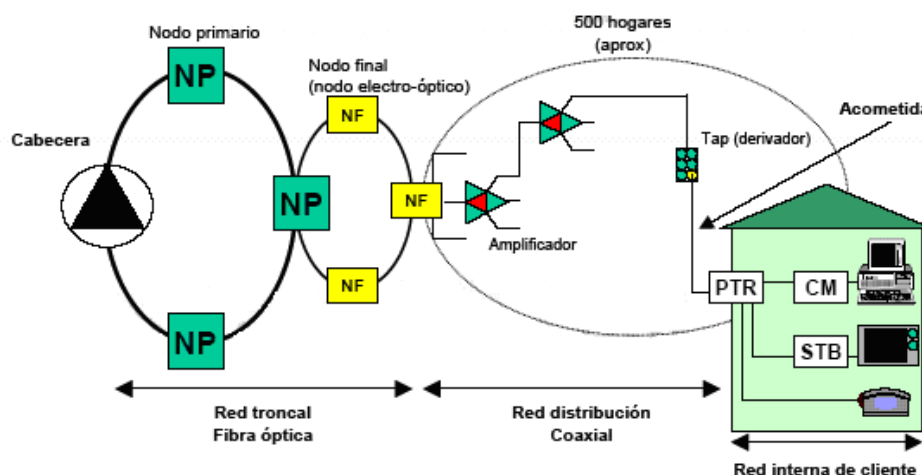 500 hogares
(aprox)
Nodo primario
NP
Nodo final
(nodo electro-óptico)
NF
Acometida
Cabecera
Tap (derivador)
NP
NF
Amplificador
NF
PTR
CM
NP
STB
Red troncal
Fibra óptica
Red distribución
Coaxial
Red interna de cliente